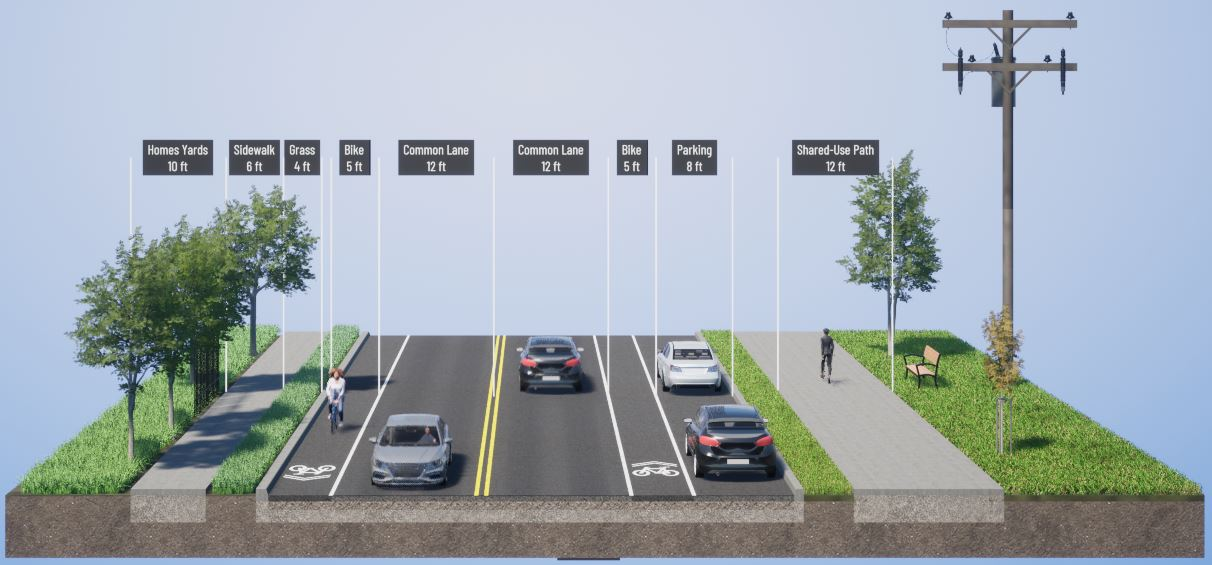 Homes Yards
10 ft
Sidewalk
6 ft
Grass
4 ft
Bike
5 ft
Common Lane
12 ft
Common Lane
12 ft
Bike
5 ft
Parking
8 ft
Shared-Use Path
12 ft